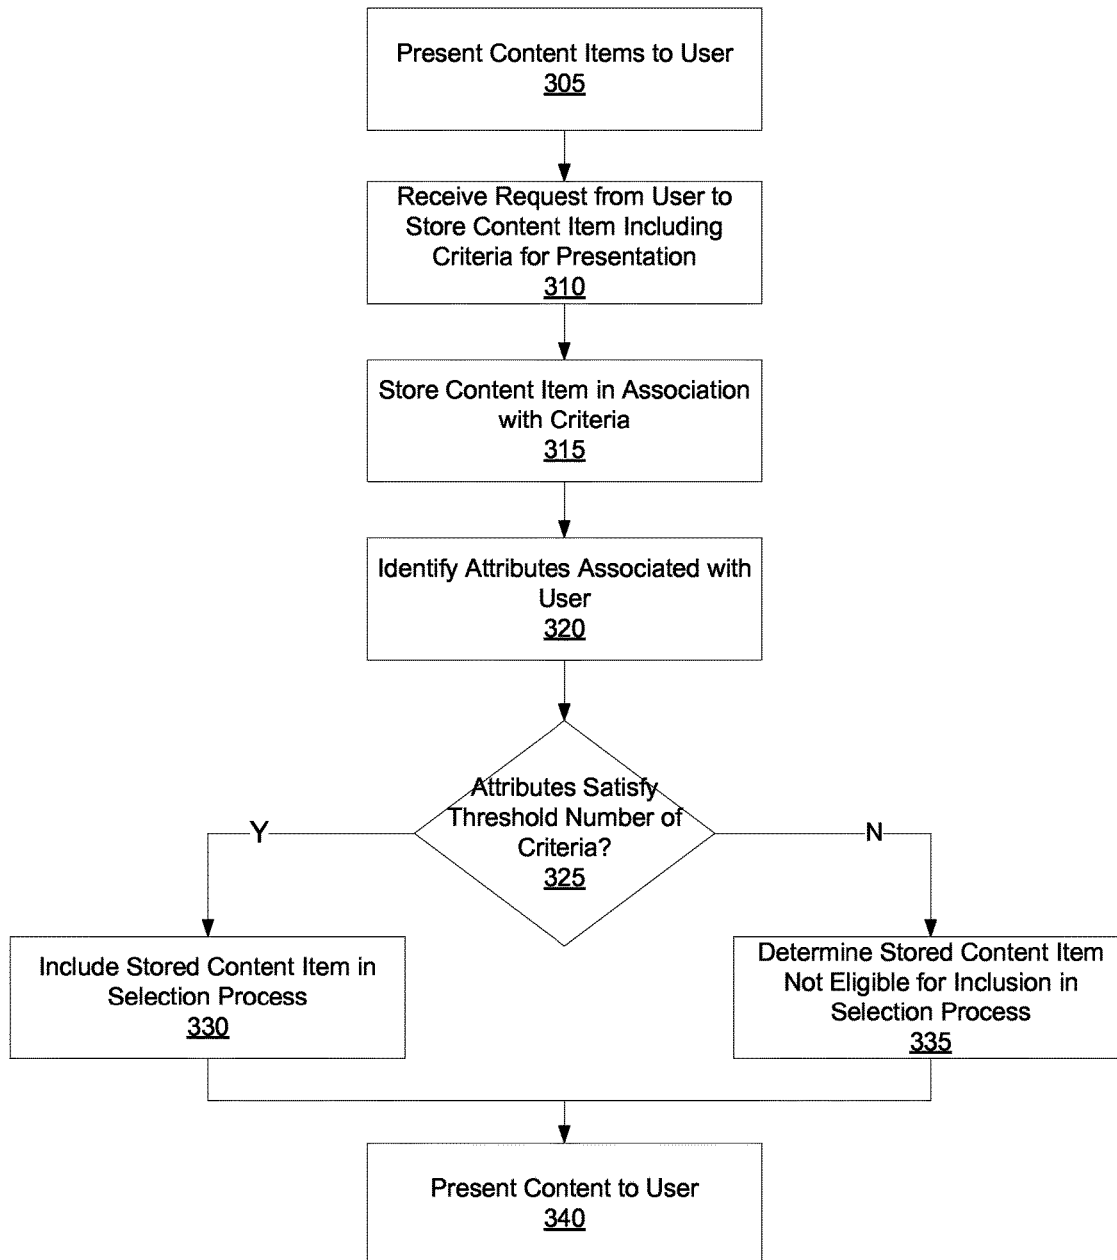 Present Content Items to User
305
Receive Request from User to
Store Content Item Including
Criteria for Presentation
310
Store Content Item in Association
with Criteria
315
Identify Attributes Associated with
User
320
Attributes Satisfy
Threshold Number of
Criteria?
325
Y
N
Include Stored Content Item in
Selection Process
330
Determine Stored Content Item
Not Eligible for Inclusion in
Selection Process
335
Present Content to User
340